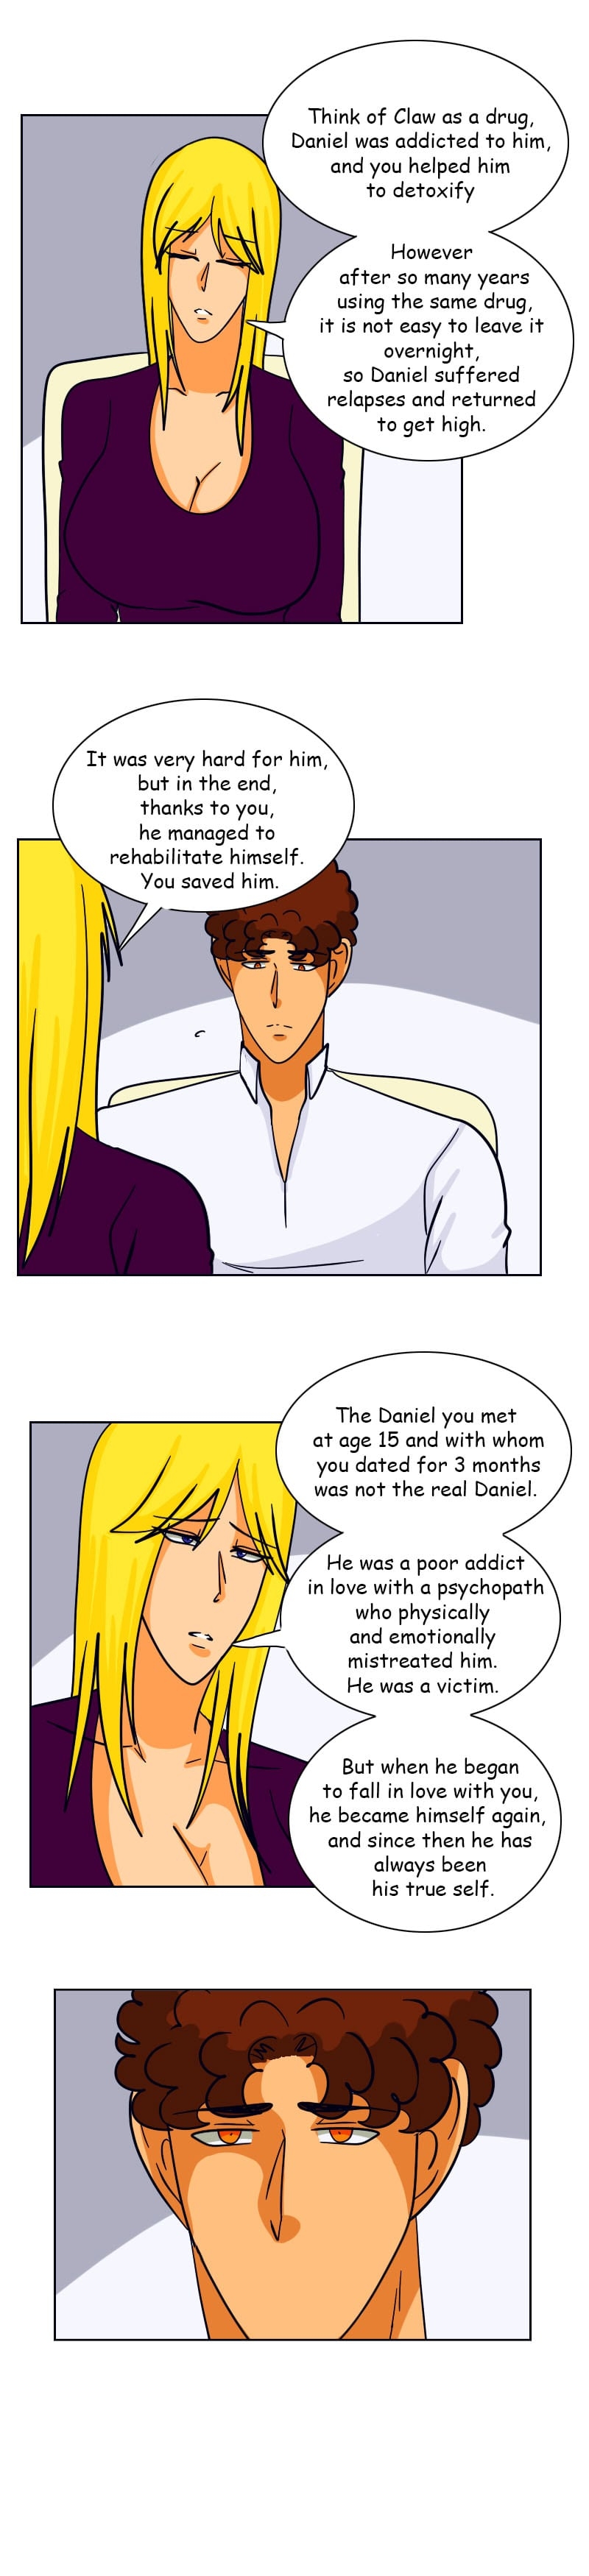 Think of Claw as a drug,
Daniel was addicted to him,
and you helped him
to detoxify
However
after so many years
using the same drug,
it is not easy to leave it
overnight,
so Daniel suffered
relapses and returned
to get high.
It was very hard for him,
but in the end,
thanks to you,
he managed to
rehabilitate himself.
You saved him.
The Daniel you met
at age 15 and with whom
you dated for 3 months
was not the real Daniel.
He was a poor addict
in love with a psychopath
who physically
and emotionally
mistreated him.
He was a victim.
But when he began
to fall in love with you,
he became himself again,
and since then he has
always been
his true self.